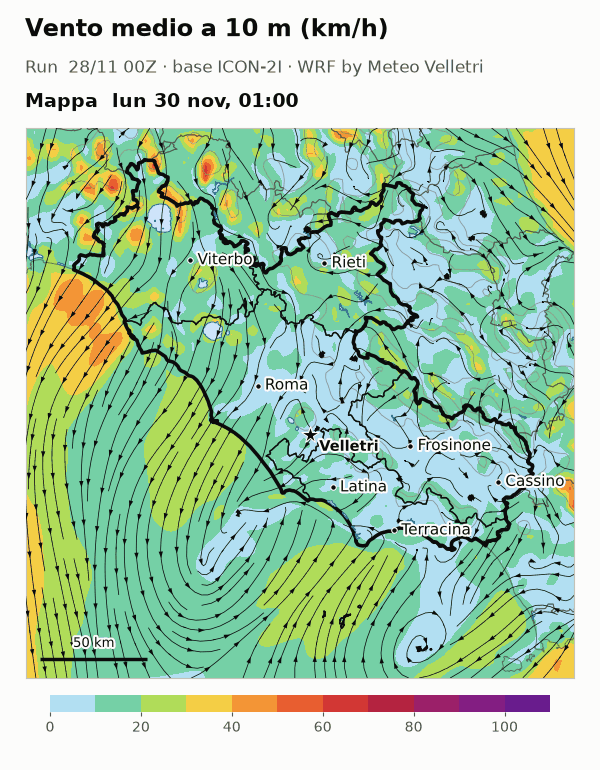 Vento medio a 10 m (km/h)
Run  28/11 00Z · base ICON-2I · WRF by Meteo Velletri
Mappa  lun 30 nov, 01:00
Viterbo
Rieti
Roma
Velletri
Frosinone
Cassino
Latina
Terracina
50 km
0 20 40 60 80 100